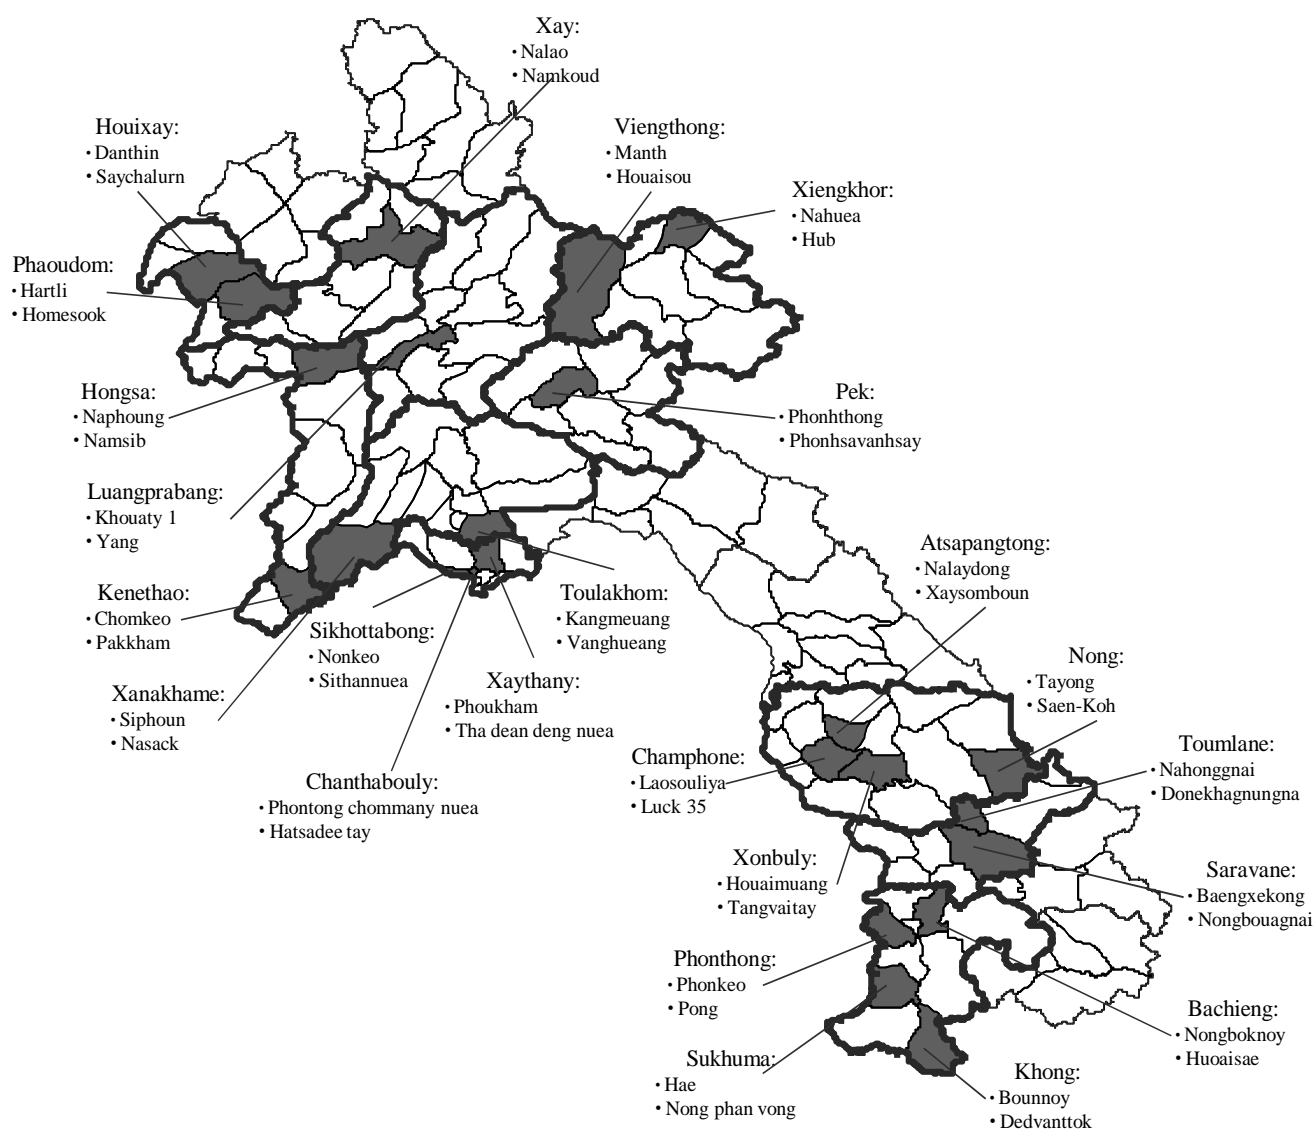 Xay:
• Nalao
• Namkoud
Houixay:
• Danthin
• Saychalurn
Viengthong:
• Manth
• Houaisou
Xiengkhor:
• Nahuea
• Hub
Phaoudom:
• Hartli
• Homesook
Hongsa:
• Naphoung
• Namsib
Pek:
• Phonhthong
• Phonhsavanhsay
Luangprabang:
• Khouaty 1
• Yang
Atsapangtong:
• Nalaydong
• Xaysomboun
Kenethao:
• Chomkeo
• Pakkham
Sikhottabong:
• Nonkeo
• Sithannuea
Toulakhom:
• Kangmeuang
• Vanghueang
Nong:
• Tayong
• Saen-Koh
Xanakhame:
• Siphoun
• Nasack
Xaythany:
• Phoukham
• Tha dean deng nuea
Chanthabouly:
• Phontong chommany nuea
• Hatsadee tay
Champhone:
• Laosouliya
• Luck 35
Toumlane:
• Nahonggnai
• Donekhagnungna
Xonbuly:
• Houaimuang
• Tangvaitay
Saravane:
• Baengxekong
• Nongbouagnai
Phonthong:
• Phonkeo
• Pong
Bachieng:
• Nongboknoy
• Huoaisae
Sukhuma:
• Hae
• Nong phan vong
Khong:
• Bounnoy
• Dedvanttok